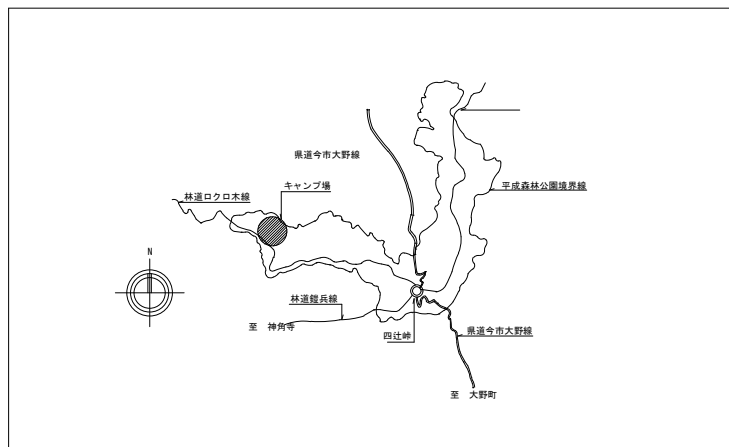 県道今市大野線
キャンプ場
林道ロクロ木線
平成森林公園境界線
N
林道鎧兵線
至 神角寺
四辻峠
県道今市大野線
至 大野町